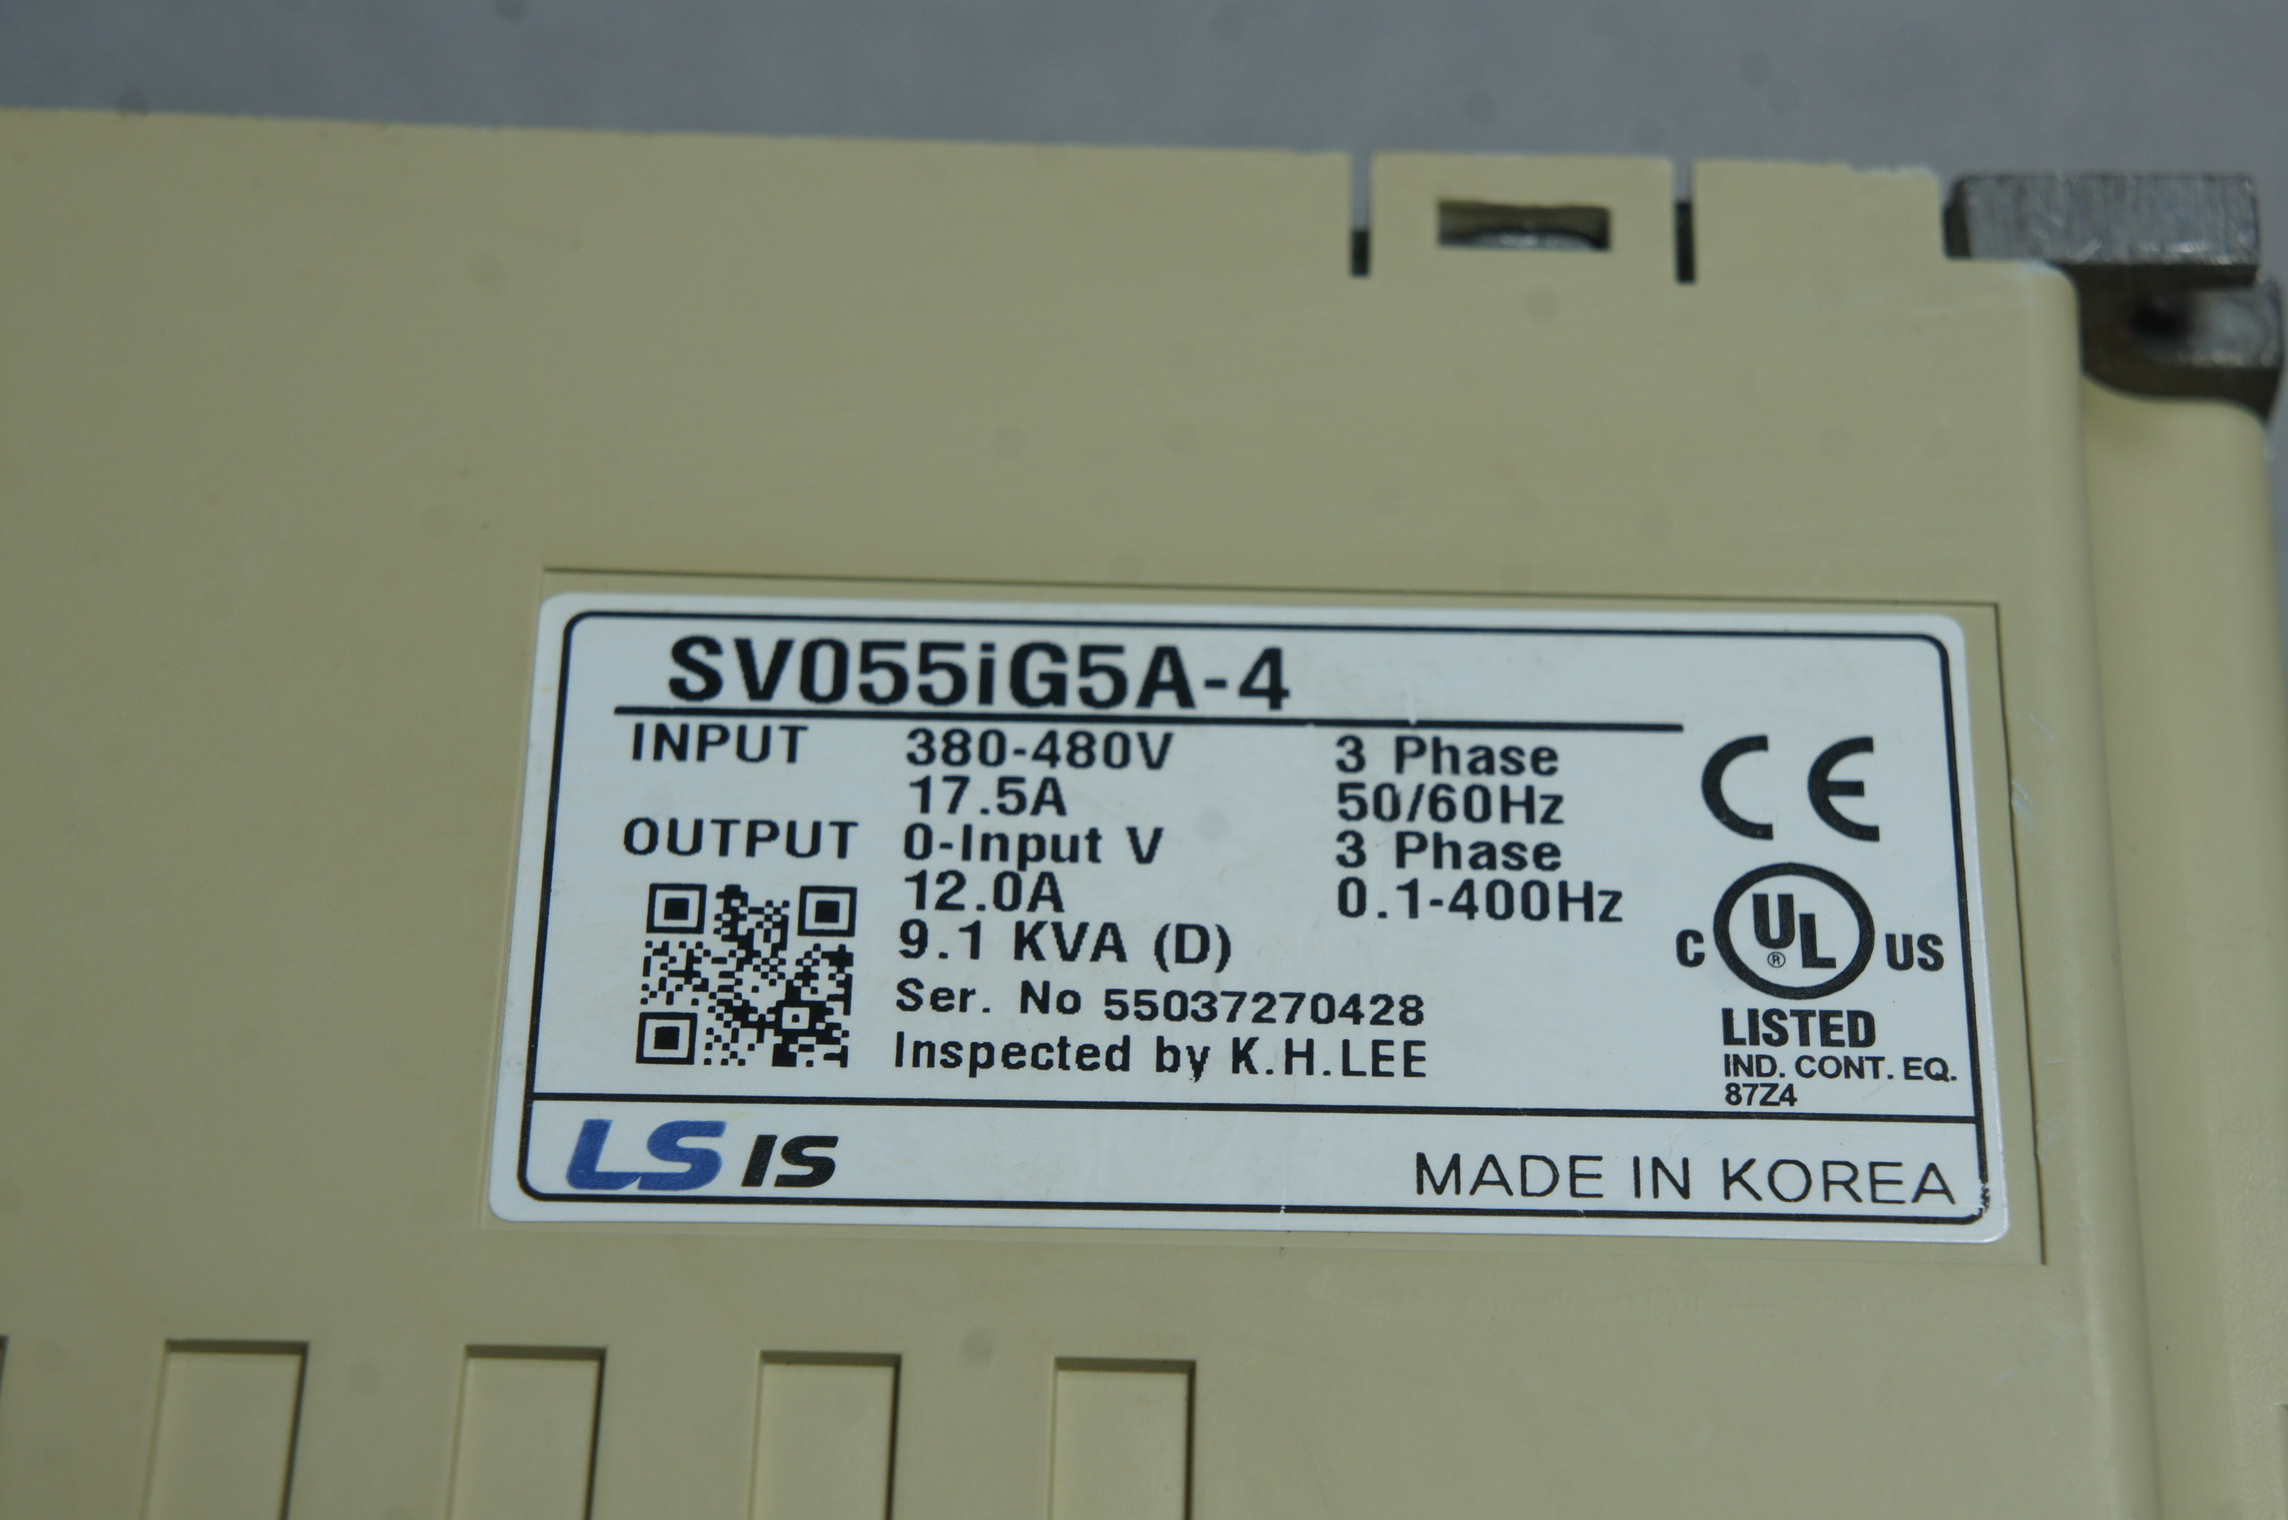 SV055iG5A-4
INPUT 380-480V 3 Phase
17.5A 50/60Hz
OUTPUT 0-Input V 3 Phase
12.0A 0.1-400Hz
9.1 KVA (D)
Ser. No 55037270428
Inspected by K.H.LEE
CE
C UL® US
LISTED
IND. CONT. EQ.
87Z4
LS IS MADE IN KOREA